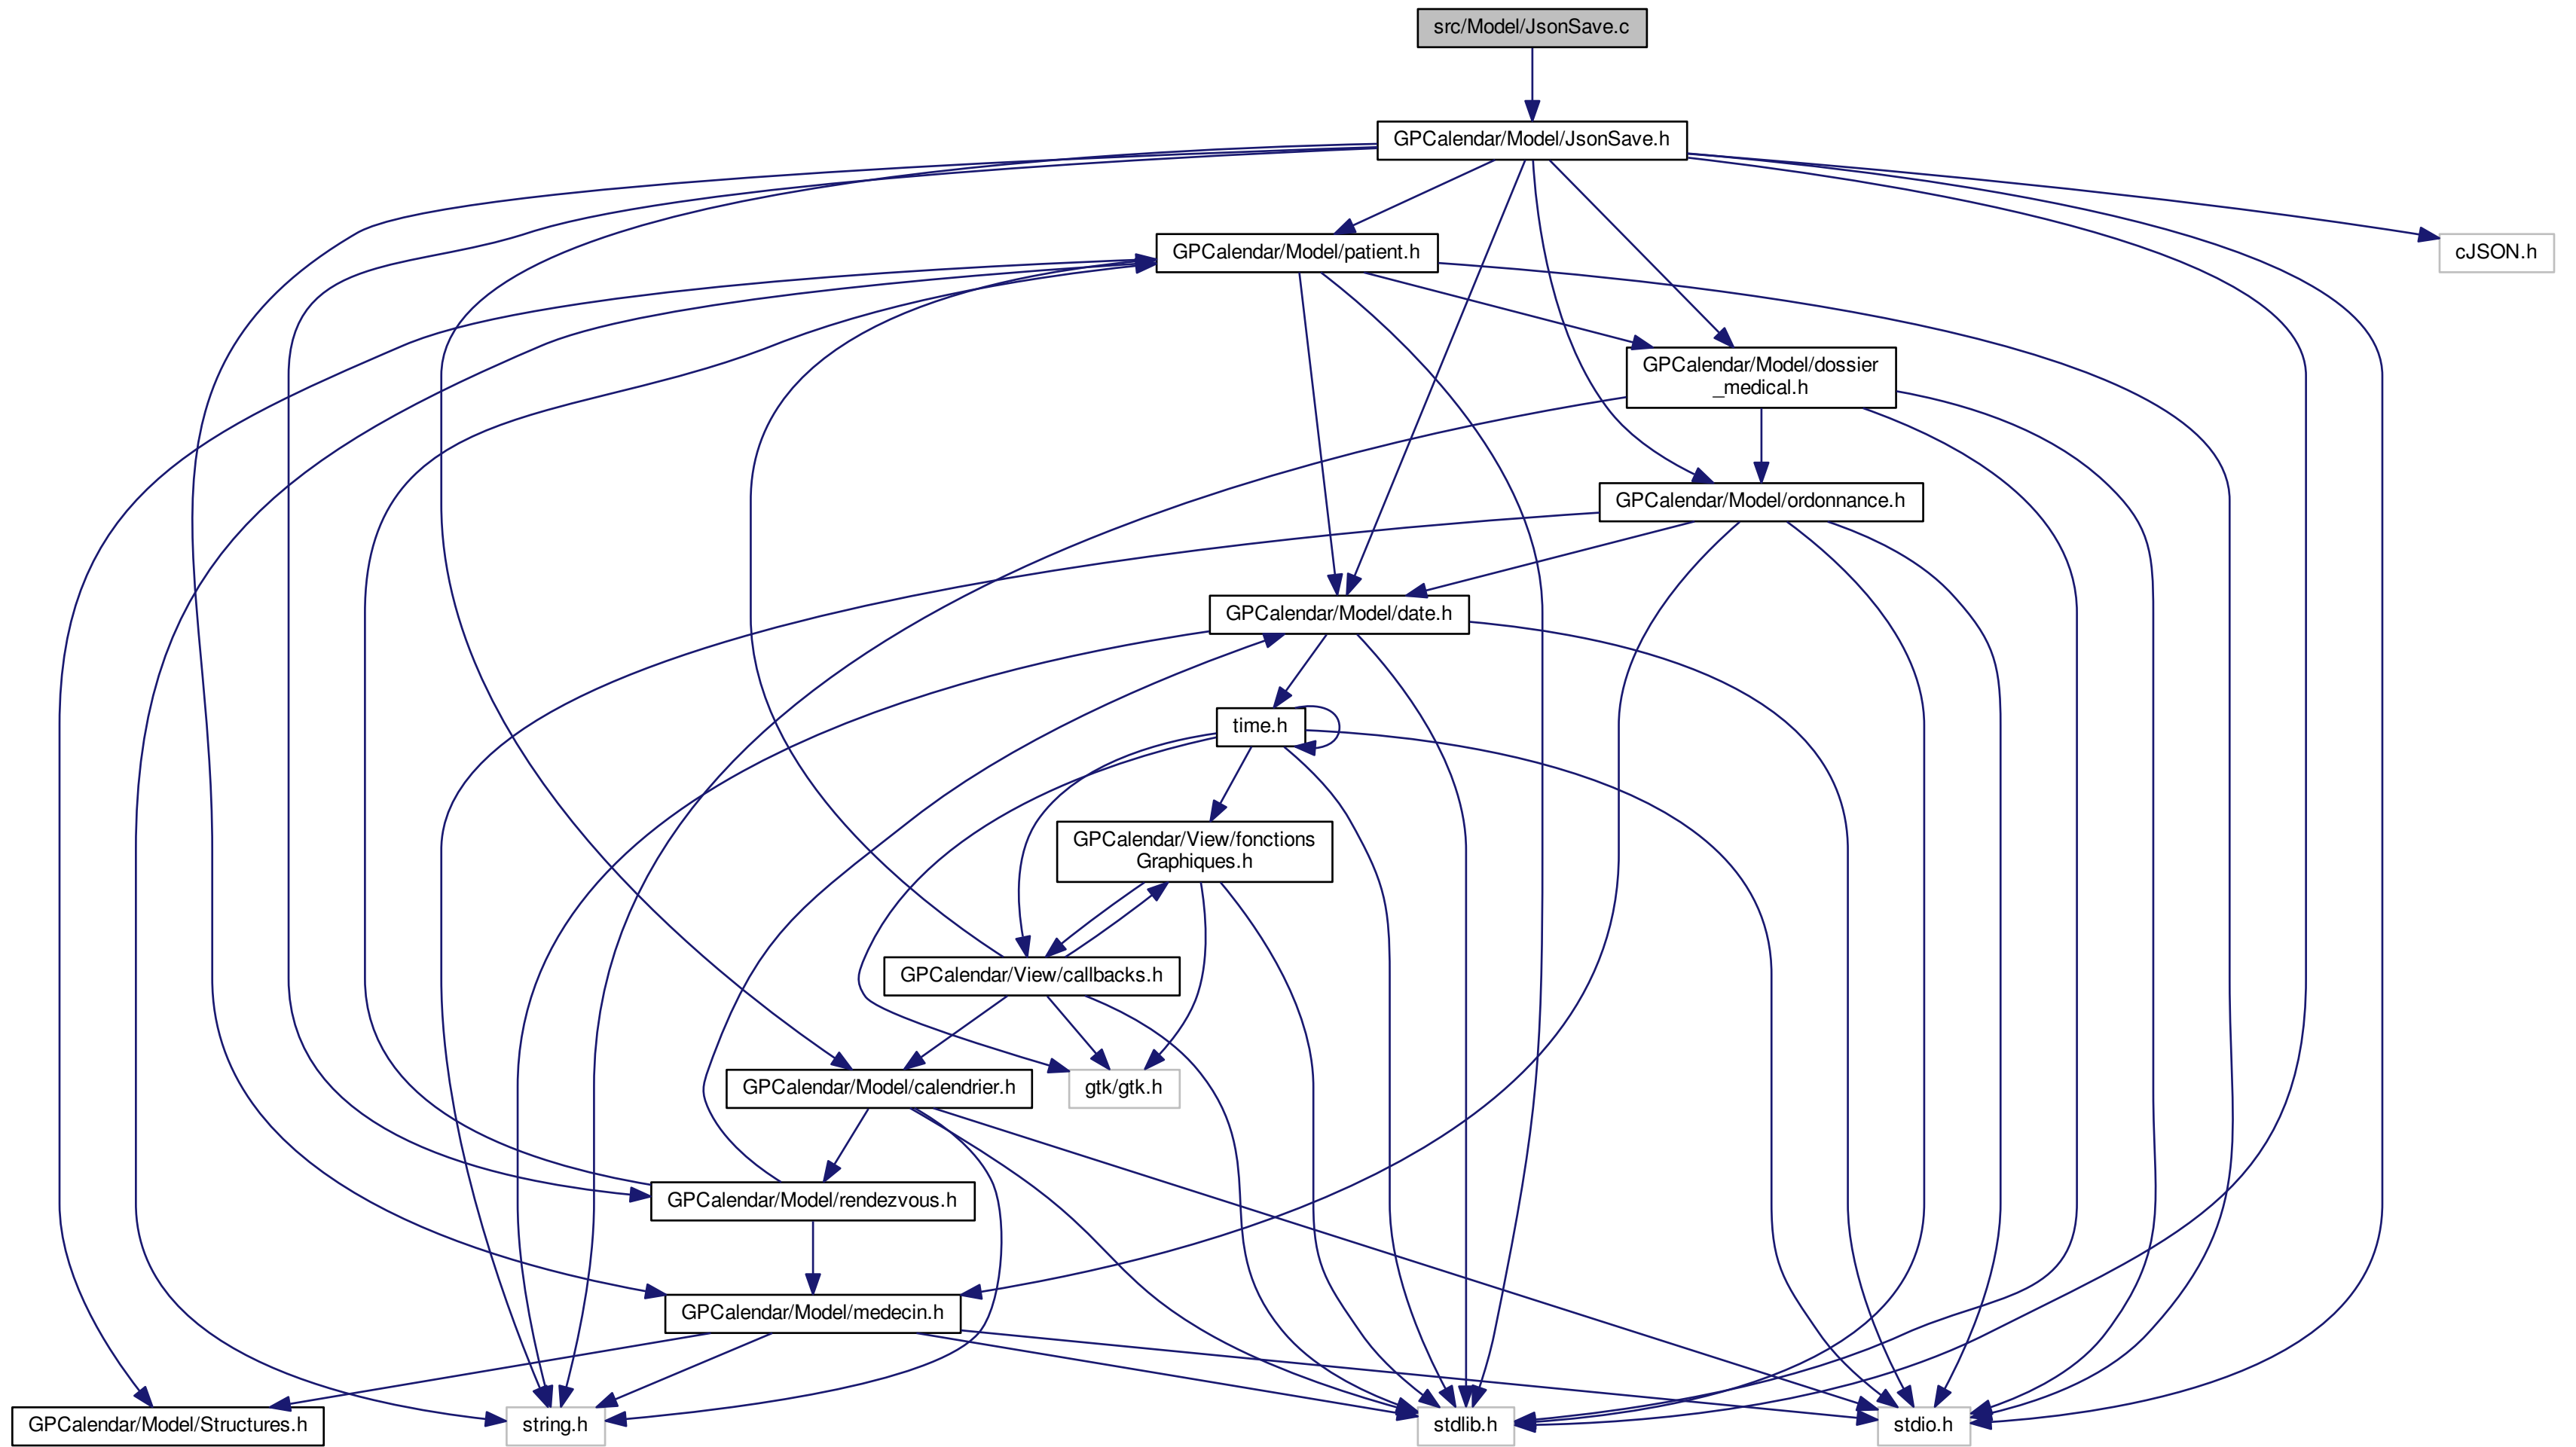 src/Model/JsonSave.c
GPCalendar/Model/JsonSave.h
GPCalendar/Model/patient.h
cJSON.h
GPCalendar/Model/dossier
_medical.h
GPCalendar/Model/ordonnance.h
GPCalendar/Model/date.h
time.h
GPCalendar/View/fonctions
Graphiques.h
GPCalendar/View/callbacks.h
GPCalendar/Model/calendrier.h
gtk/gtk.h
GPCalendar/Model/rendezvous.h
GPCalendar/Model/medecin.h
GPCalendar/Model/Structures.h
string.h
stdlib.h
stdio.h